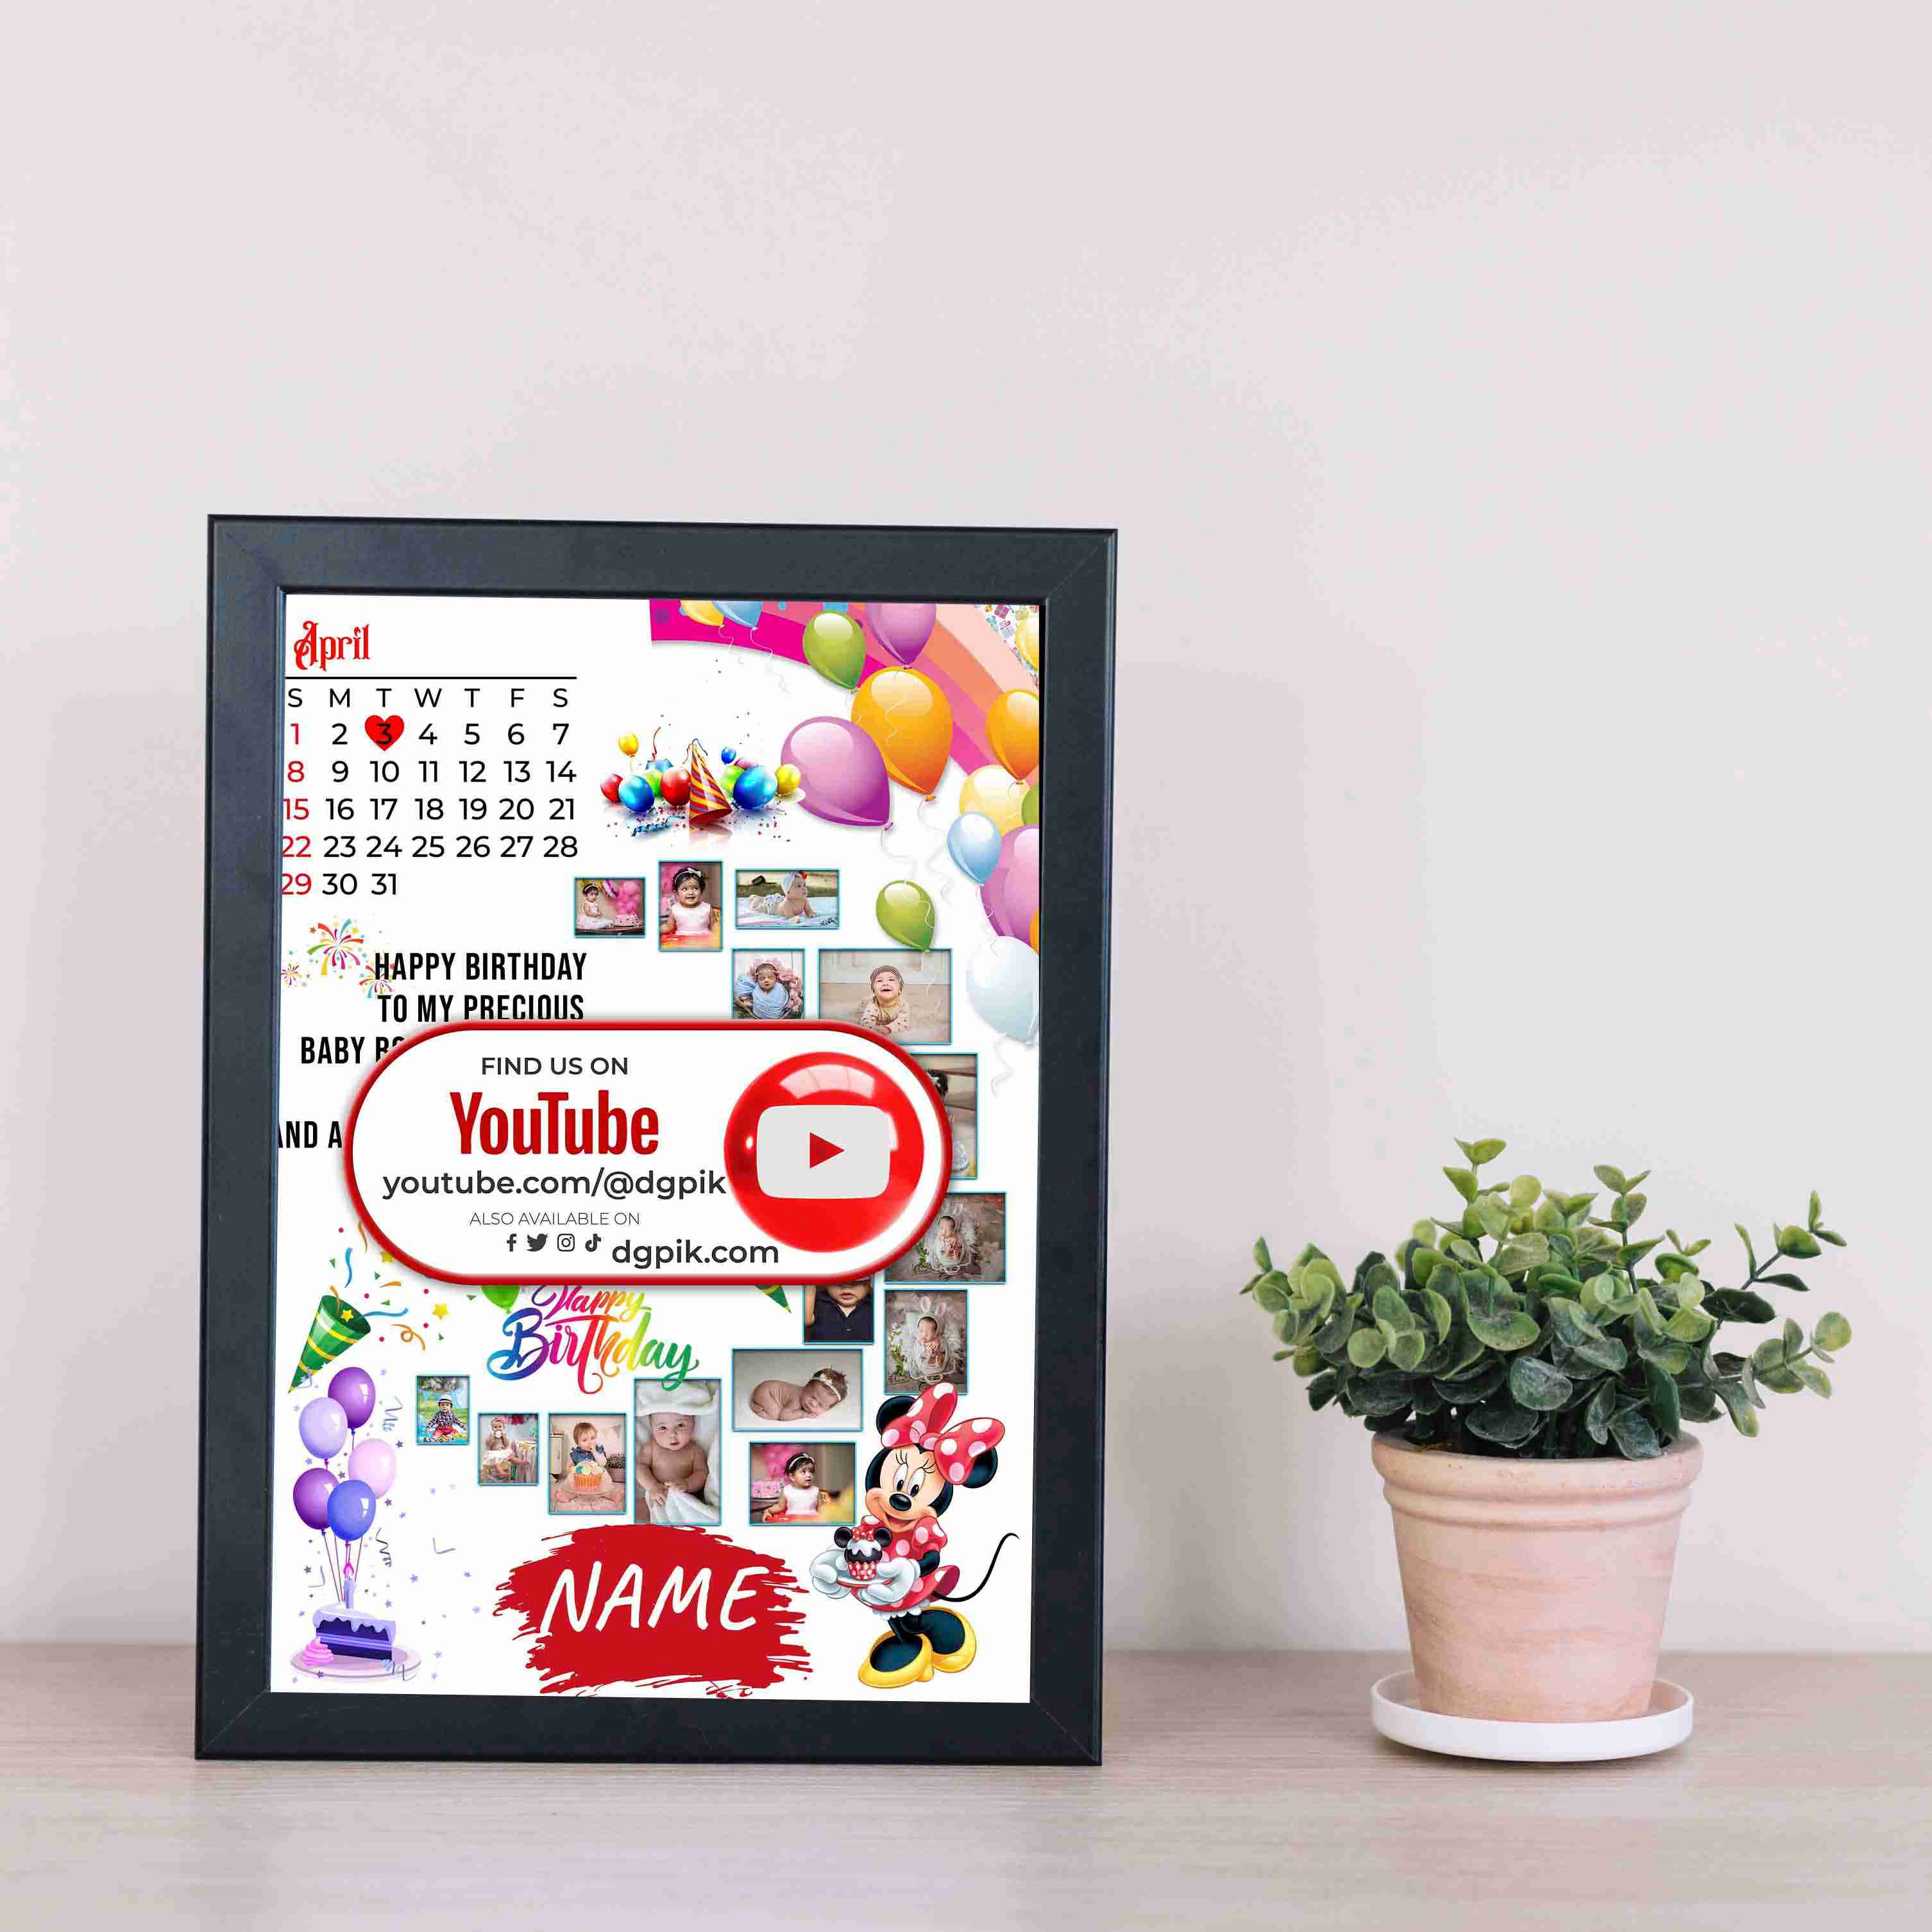 April
S M T W T F S
1 2 3 4 5 6 7
8 9 10 11 12 13 14
15 16 17 18 19 20 21
22 23 24 25 26 27 28
29 30 31
HAPPY BIRTHDAY
TO MY PRECIOUS
BABY
AND A
FIND US ON
YouTube
youtube.com/@dgpik
ALSO AVAILABLE ON
dgpik.com
Happy
Birthday
NAME